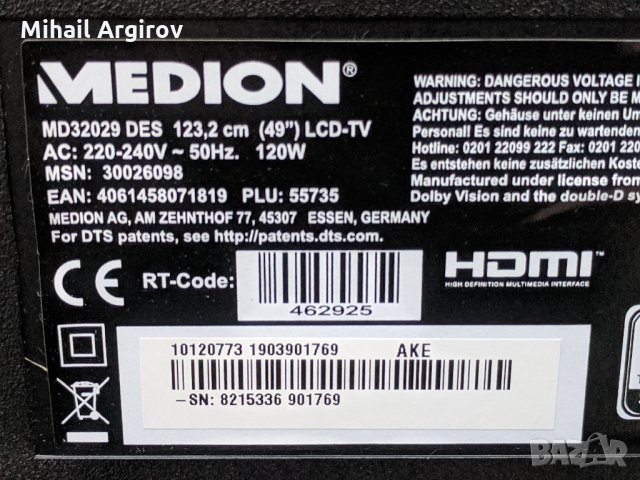 Mihail Argirov
MEDION®
MD32029 DES 123,2 cm (49") LCD-TV
AC: 220-240V ~ 50Hz. 120W
MSN: 30026098
EAN: 4061458071819 PLU: 55735
MEDION AG, AM ZEHNTHOF 77, 45307 ESSEN, GERMANY
For DTS patents, see http://patents.dts.com.
WARNING: DANGEROUS VOLTAGE
ADJUSTMENTS SHOULD ONLY BE
ACHTUNG: Gehäuse unter keinen
Personal! Es sind keine zu wartenden
Hotline: 0201 22099 222 Fax: 0201
Es entstehen keine zusätzlichen
Manufactured under license from
Dolby Vision and the double-D
CE RT-Code:
462925
HDMI™
HIGH DEFINITION MULTIMEDIA INTERFACE
10120773 1903901769 AKE
-SN: 8215336 901769
BAZAR